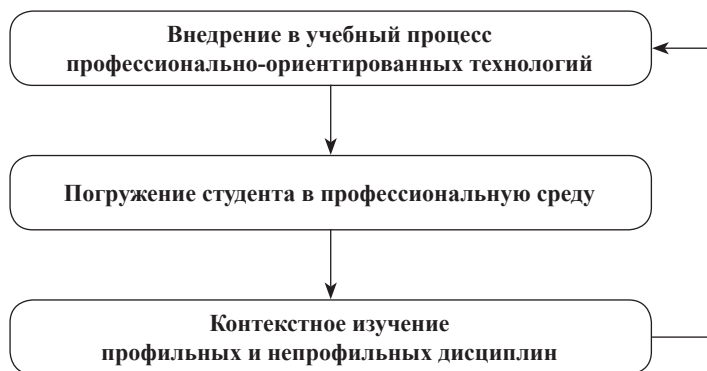 Внедрение в учебный процесс
профессионально-ориентированных технологий
Погружение студента в профессиональную среду
Контекстное изучение
профильных и непрофильных дисциплин